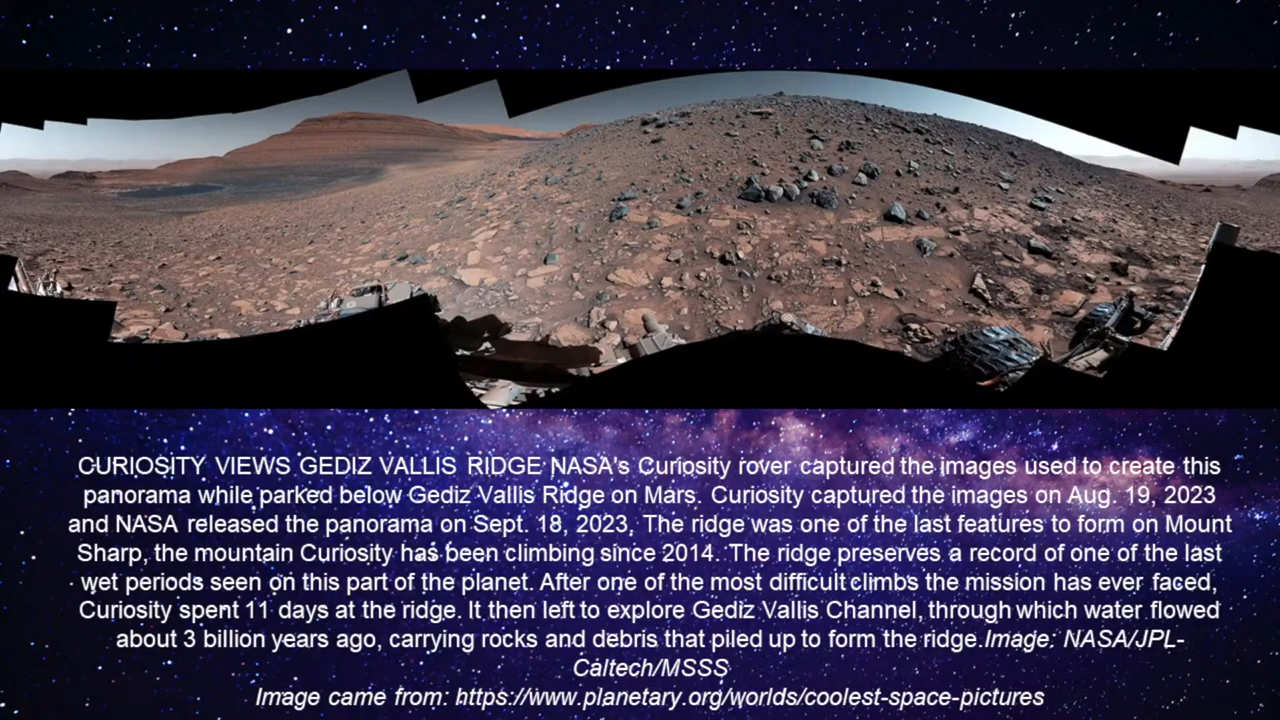 CURIOSITY VIEWS GEDIZ VALLIS RIDGE NASA's Curiosity rover captured the images used to create this
panorama while parked below Gediz Vallis Ridge on Mars. Curiosity captured the images on Aug. 19, 2023
and NASA released the panorama on Sept. 18, 2023. The ridge was one of the last features to form on Mount
Sharp, the mountain Curiosity has been climbing since 2014. The ridge preserves a record of one of the last
wet periods seen on this part of the planet. After one of the most difficult climbs the mission has ever faced,
Curiosity spent 11 days at the ridge. It then left to explore Gediz Vallis Channel, through which water flowed
about 3 billion years ago, carrying rocks and debris that piled up to form the ridge.Image: NASA/JPL-
Caltech/MSSS
Image came from: https://www.planetary.org/worlds/coolest-space-pictures